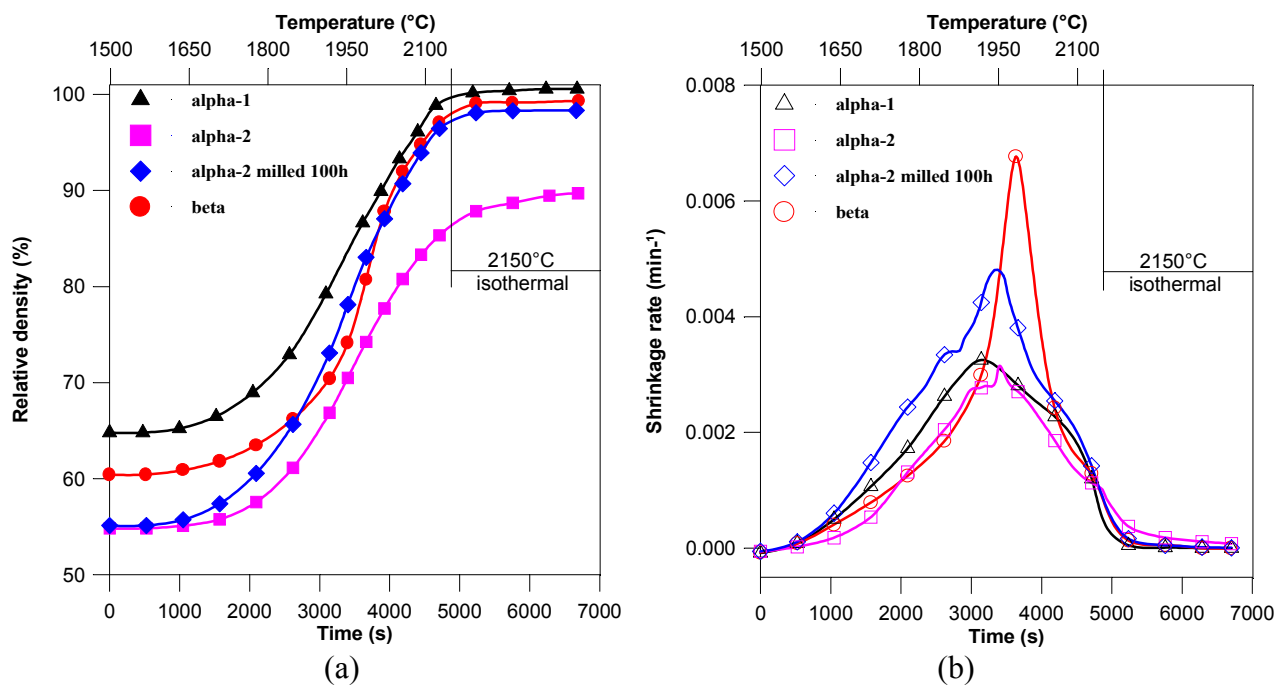 Temperature (°C)
1500 1650 1800 1950 2100
100
90
80
70
60
50
Relative density (%)
alpha-1
alpha-2
alpha-2 milled 100h
beta
2150°C
isothermal
0 1000 2000 3000 4000 5000 6000 7000
Time (s)
(a)
Temperature (°C)
1500 1650 1800 1950 2100
0.008
0.006
0.004
0.002
0.000
Shrinkage rate (min-¹)
alpha-1
alpha-2
alpha-2 milled 100h
beta
2150°C
isothermal
0 1000 2000 3000 4000 5000 6000 7000
Time (s)
(b)